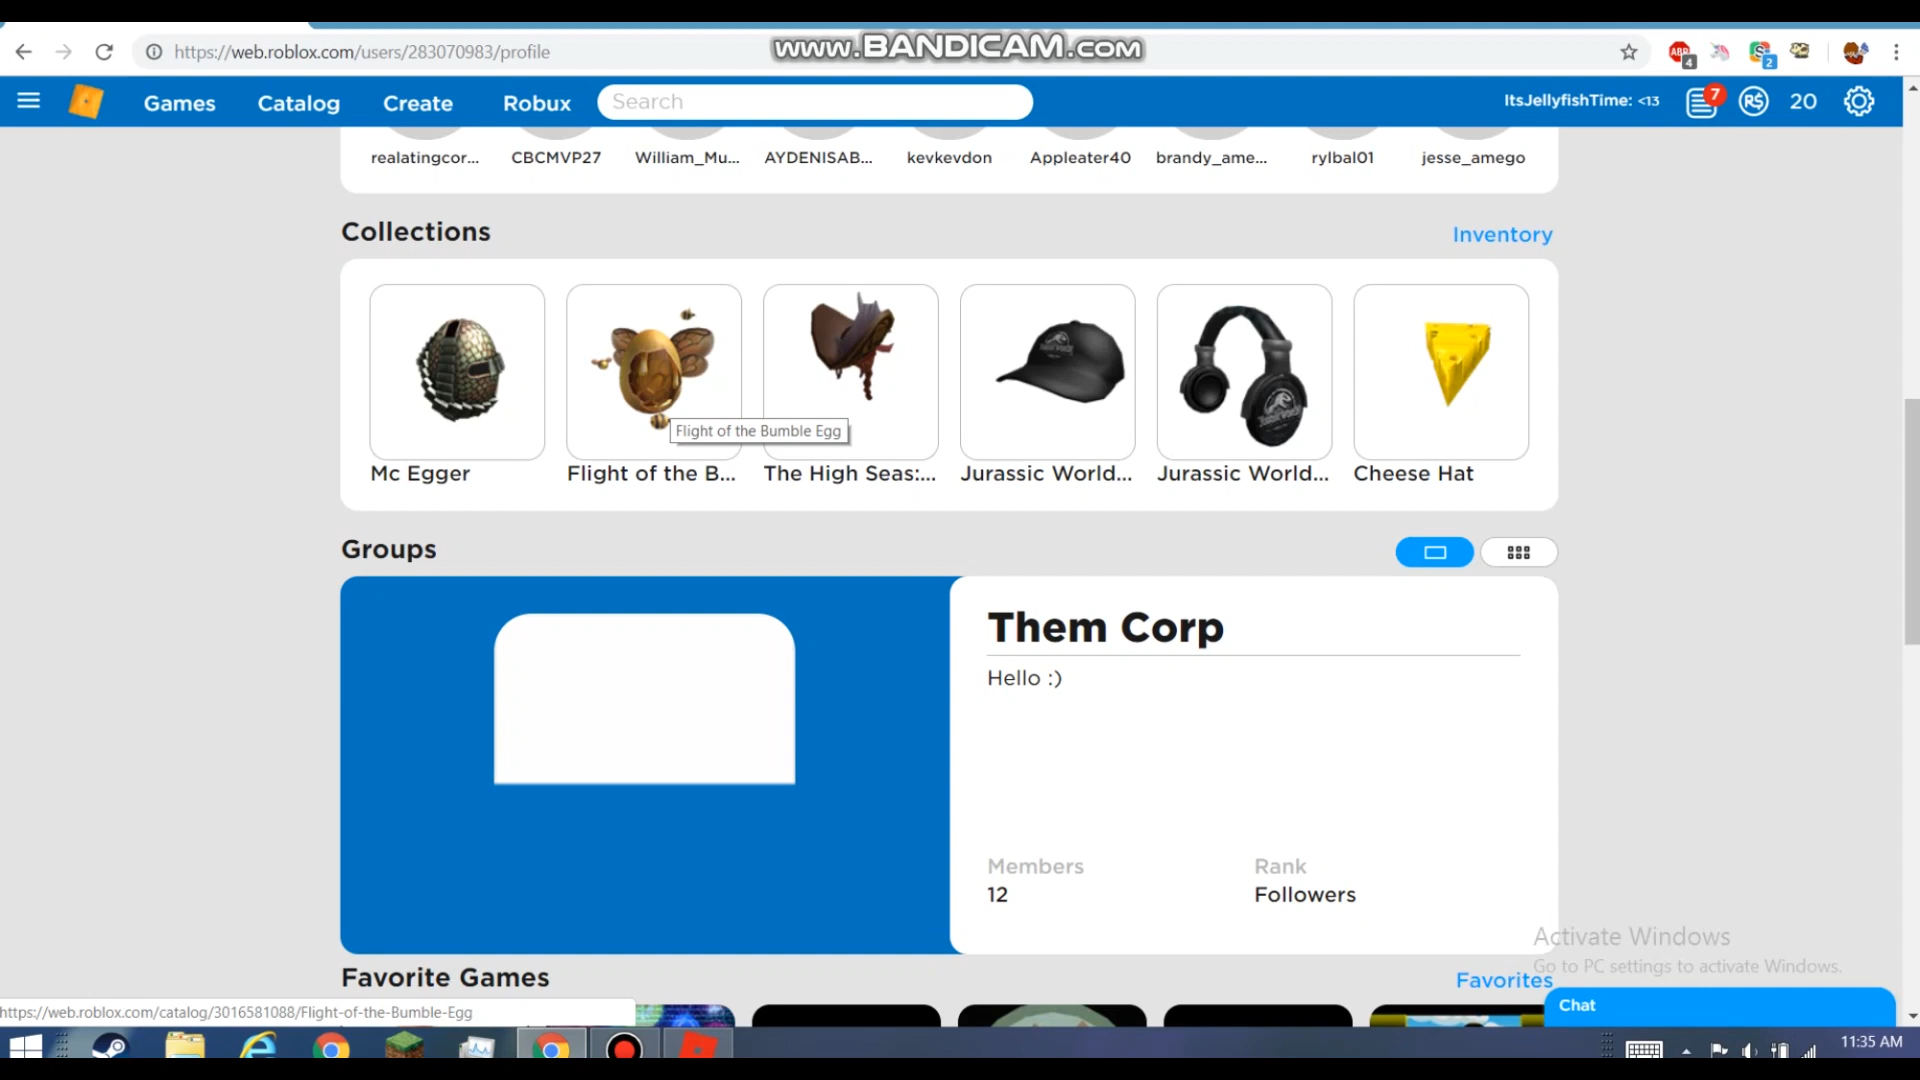 https://web.roblox.com/users/283070983/profile
www.BANDICAM.com
ABP
4
S
2
Games
Catalog
Create
Robux
Search
ItsJellyfishTime: <13
7
R$
20
realatingcor...
CBCMVP27
William_Mu...
AYDENISAB...
kevkevdon
Appleater40
brandy_ame...
rylbal01
jesse_amego
Collections
Inventory
Flight of the Bumble Egg
Mc Egger
Flight of the B...
The High Seas:...
Jurassic World...
Jurassic World...
Cheese Hat
Groups
Them Corp
Hello :)
Members
Rank
12
Followers
Activate Windows
Go to PC settings to activate Windows.
Favorite Games
Favorites
Chat
https://web.roblox.com/catalog/3016581088/Flight-of-the-Bumble-Egg
11:35 AM